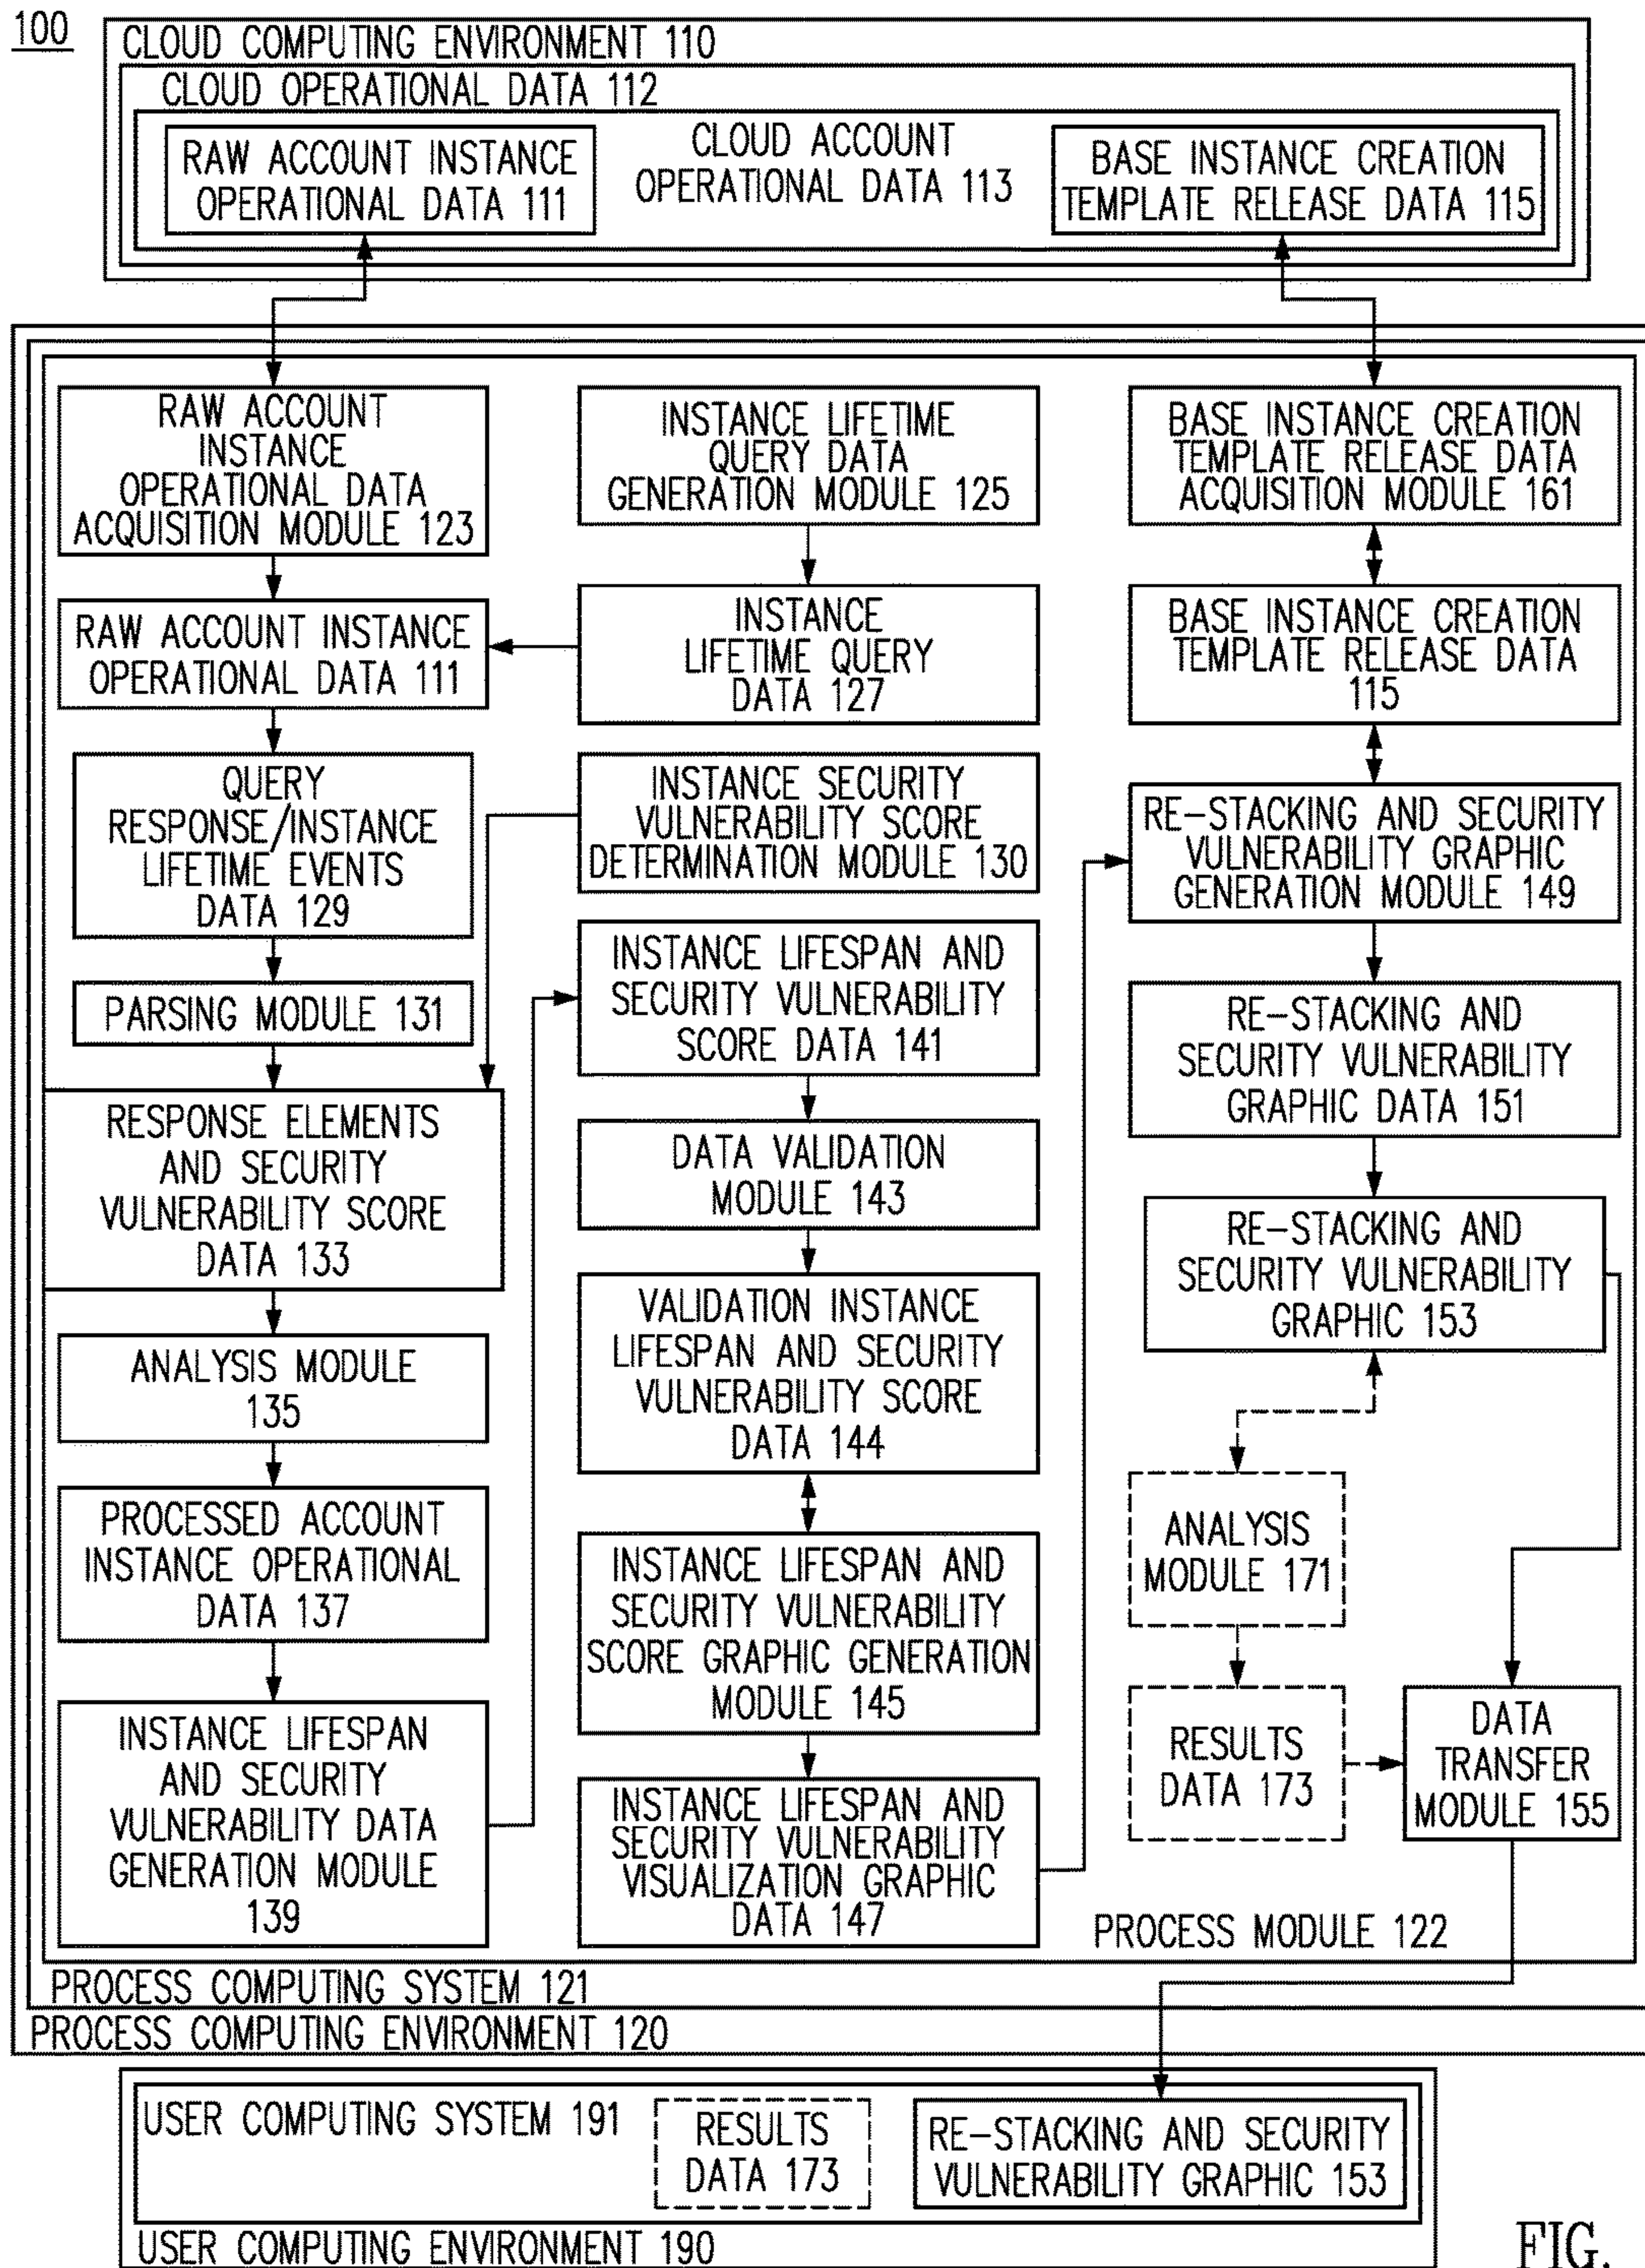 100
CLOUD COMPUTING ENVIRONMENT 110
CLOUD OPERATIONAL DATA 112
RAW ACCOUNT INSTANCE
OPERATIONAL DATA 111
CLOUD ACCOUNT
OPERATIONAL DATA 113
BASE INSTANCE CREATION
TEMPLATE RELEASE DATA 115
RAW ACCOUNT
INSTANCE
OPERATIONAL DATA
ACQUISITION MODULE 123
RAW ACCOUNT INSTANCE
OPERATIONAL DATA 111
QUERY
RESPONSE/INSTANCE
LIFETIME EVENTS
DATA 129
PARSING MODULE 131
RESPONSE ELEMENTS
AND SECURITY
VULNERABILITY SCORE
DATA 133
ANALYSIS MODULE
135
PROCESSED ACCOUNT
INSTANCE OPERATIONAL
DATA 137
INSTANCE LIFESPAN
AND SECURITY
VULNERABILITY DATA
GENERATION MODULE
139
INSTANCE LIFETIME
QUERY DATA
GENERATION MODULE 125
INSTANCE
LIFETIME QUERY
DATA 127
INSTANCE SECURITY
VULNERABILITY SCORE
DETERMINATION MODULE 130
INSTANCE LIFESPAN AND
SECURITY VULNERABILITY
SCORE DATA 141
DATA VALIDATION
MODULE 143
VALIDATION INSTANCE
LIFESPAN AND SECURITY
VULNERABILITY SCORE
DATA 144
INSTANCE LIFESPAN AND
SECURITY VULNERABILITY
SCORE GRAPHIC GENERATION
MODULE 145
INSTANCE LIFESPAN AND
SECURITY VULNERABILITY
VISUALIZATION GRAPHIC
DATA 147
BASE INSTANCE CREATION
TEMPLATE RELEASE DATA
ACQUISITION MODULE 161
BASE INSTANCE CREATION
TEMPLATE RELEASE DATA
115
RE-STACKING AND SECURITY
VULNERABILITY GRAPHIC
GENERATION MODULE 149
RE-STACKING AND
SECURITY VULNERABILITY
GRAPHIC DATA 151
RE-STACKING AND
SECURITY VULNERABILITY
GRAPHIC 153
ANALYSIS
MODULE 171
RESULTS
DATA 173
DATA
TRANSFER
MODULE 155
PROCESS MODULE 122
PROCESS COMPUTING SYSTEM 121
PROCESS COMPUTING ENVIRONMENT 120
USER COMPUTING SYSTEM 191
RESULTS
DATA 173
RE-STACKING AND SECURITY
VULNERABILITY GRAPHIC 153
USER COMPUTING ENVIRONMENT 190
FIG.